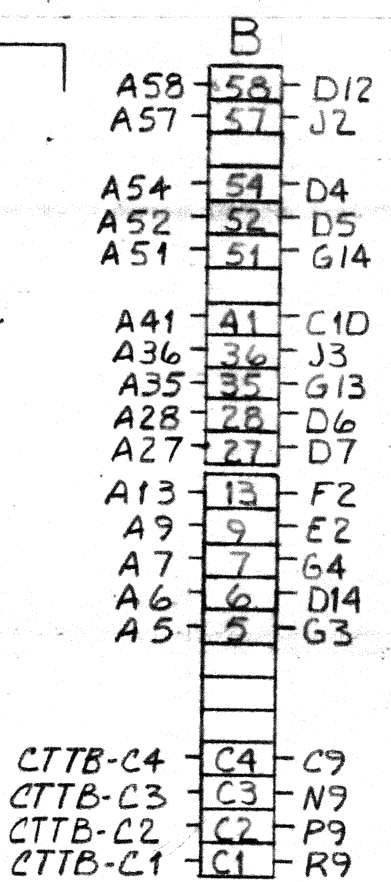 B
A58 58 D12
A57 57 J2
A54 54 D4
A52 52 D5
A51 51 G14
A41 41 C10
A36 36 J3
A35 35 G13
A28 28 D6
A27 27 D7
A13 13 F2
A9 9 E2
A7 7 G4
A6 6 D14
A5 5 G3
CTTB-C4 C4 C9
CTTB-C3 C3 N9
CTTB-C2 C2 P9
CTTB-C1 C1 R9